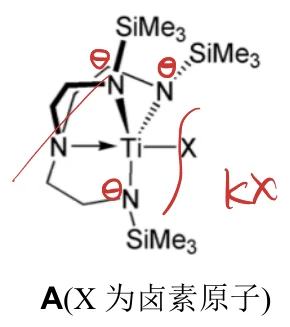 SiMe₃
⊖ ⊖ SiMe₃
N N
N Ti X
⊖ N kx
SiMe₃
A(X 为卤素原子)